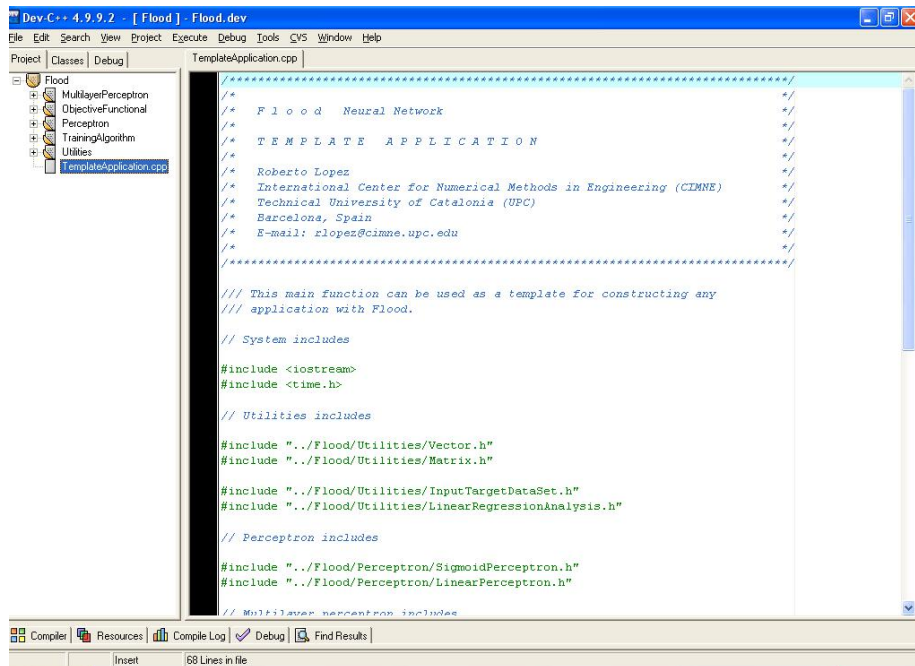 Dev-C++ 4.9.9.2 - [ Flood ] - Flood.dev
File Edit Search View Project Execute Debug Tools CVS Window Help
Project Classes Debug
TemplateApplication.cpp
Flood
MultilayerPerceptron
ObjectiveFunctional
Perceptron
TrainingAlgorithm
Utilities
TemplateApplication.cpp
/******************************************************************************/
/* */
/* F l o o d Neural Network */
/* */
/* T E M P L A T E A P P L I C A T I O N */
/* */
/* Roberto Lopez */
/* International Center for Numerical Methods in Engineering (CIMNE) */
/* Technical University of Catalonia (UPC) */
/* Barcelona, Spain */
/* E-mail: rlopez@cimne.upc.edu */
/* */
/******************************************************************************/
/// This main function can be used as a template for constructing any
/// application with Flood.
// System includes
#include <iostream>
#include <time.h>
// Utilities includes
#include "../Flood/Utilities/Vector.h"
#include "../Flood/Utilities/Matrix.h"
#include "../Flood/Utilities/InputTargetDataSet.h"
#include "../Flood/Utilities/LinearRegressionAnalysis.h"
// Perceptron includes
#include "../Flood/Perceptron/SigmoidPerceptron.h"
#include "../Flood/Perceptron/LinearPerceptron.h"
// Multilayer perceptron includes
Compiler Resources Compile Log Debug Find Results
Insert 68 Lines in file